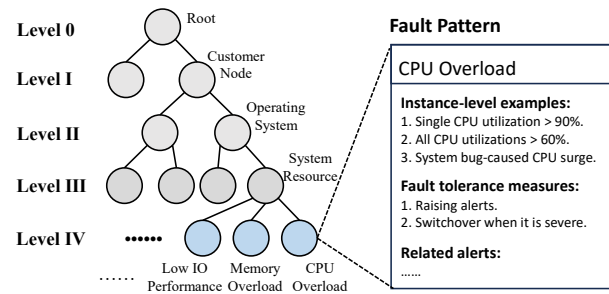 Level 0
Root
Level I
Customer
Node
Level II
Operating
System
Level III
System
Resource
Level IV
••••••
Low IO
Performance
Memory
Overload
CPU
Overload
……
Fault Pattern
CPU Overload
Instance-level examples:
1. Single CPU utilization > 90%.
2. All CPU utilizations > 60%.
3. System bug-caused CPU surge.
Fault tolerance measures:
1. Raising alerts.
2. Switchover when it is severe.
Related alerts:
……